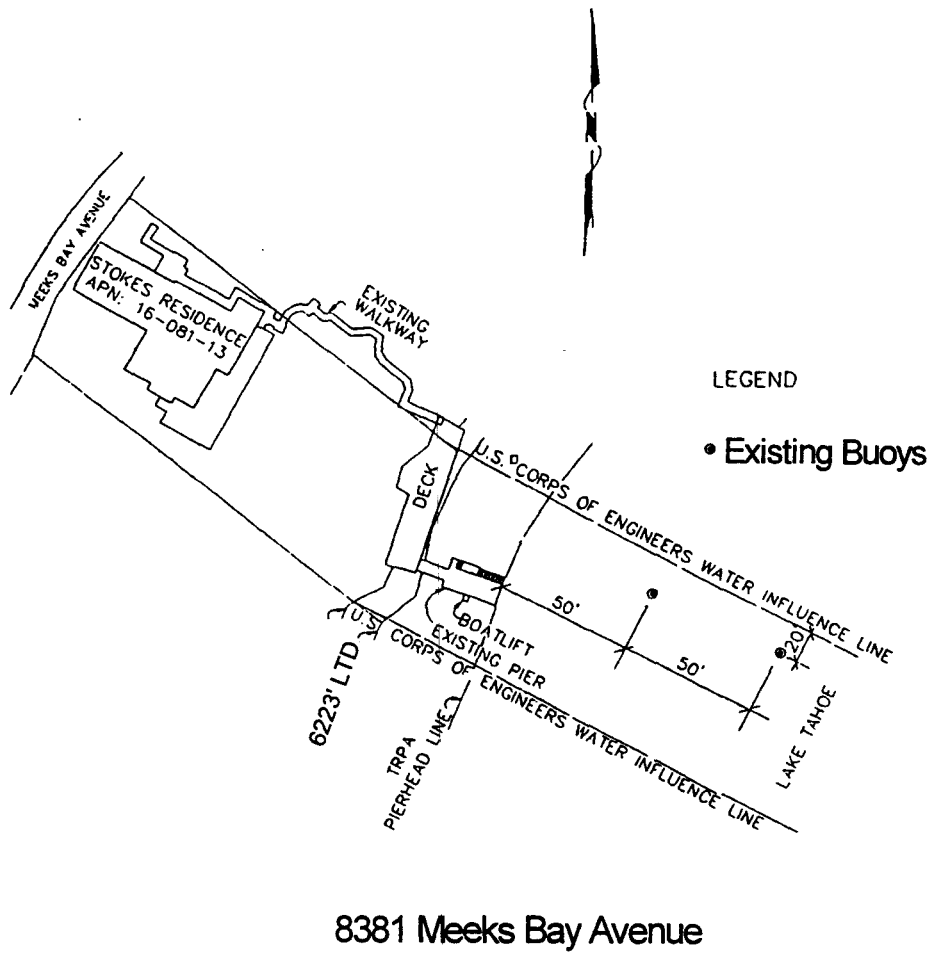 N
MEEKS BAY AVENUE
STOKES RESIDENCE
APN: 16-081-13
EXISTING
WALKWAY
LEGEND
Existing Buoys
DECK
U.S. CORPS OF ENGINEERS WATER INFLUENCE LINE
50'
50'
20'
BOATLIFT
EXISTING PIER
U.S. CORPS OF ENGINEERS WATER INFLUENCE LINE
6223' LTD
TRPA
PIERHEAD LINE
LAKE TAHOE
8381 Meeks Bay Avenue